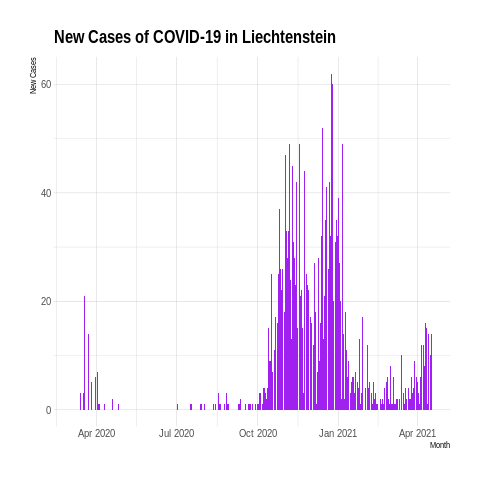 New Cases of COVID-19 in Liechtenstein
New Cases
60
40
20
0
Apr 2020
Jul 2020
Oct 2020
Jan 2021
Apr 2021
Month